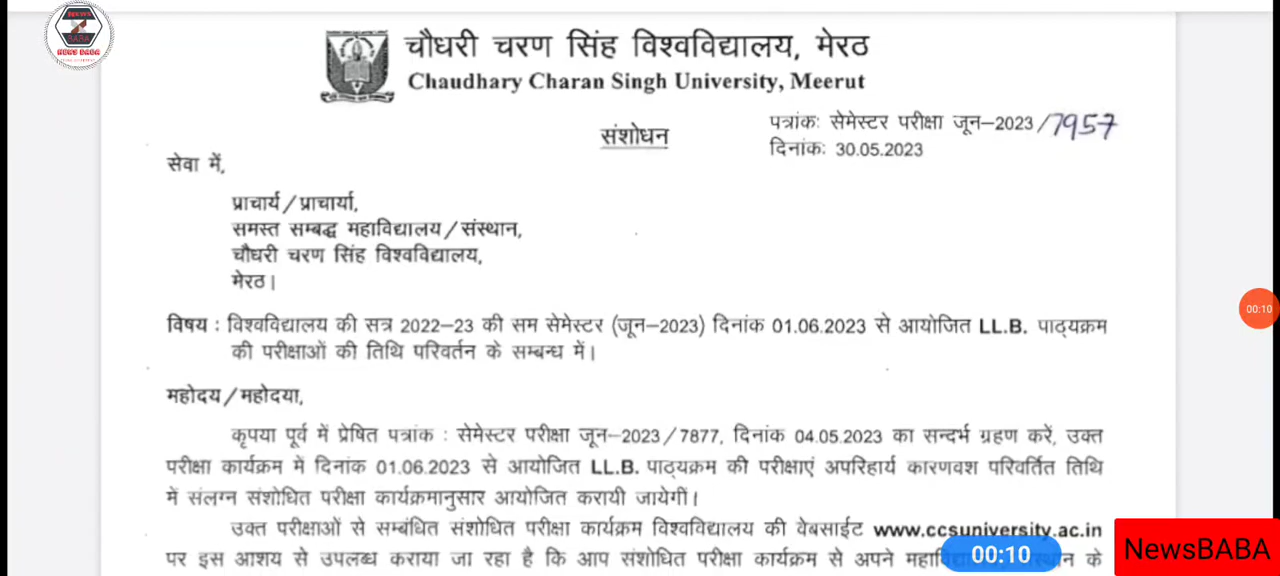 NEWS
BABA
NEWS BABA
चौधरी चरण सिंह विश्वविद्यालय, मेरठ
Chaudhary Charan Singh University, Meerut
पत्रांकः सेमेस्टर परीक्षा जून-2023/7957
संशोधन
दिनांकः 30.05.2023
सेवा में,
प्राचार्य/प्राचार्या,
समस्त सम्बद्ध महाविद्यालय/संस्थान,
चौधरी चरण सिंह विश्वविद्यालय,
मेरठ।
विषय : विश्वविद्यालय की सत्र 2022-23 की सम सेमेस्टर (जून-2023) दिनांक 01.06.2023 से आयोजित LL.B. पाठ्यक्रम
की परीक्षाओं की तिथि परिवर्तन के सम्बन्ध में।
00:10
महोदय/महोदया,
कृपया पूर्व में प्रेषित पत्रांक : सेमेस्टर परीक्षा जून-2023/7877, दिनांक 04.05.2023 का सन्दर्भ ग्रहण करें, उक्त
परीक्षा कार्यक्रम में दिनांक 01.06.2023 से आयोजित LL.B. पाठ्यक्रम की परीक्षाएं अपरिहार्य कारणवश परिवर्तित तिथि
में संलग्न संशोधित परीक्षा कार्यक्रमानुसार आयोजित करायी जायेगीं।
उक्त परीक्षाओं से सम्बंधित संशोधित परीक्षा कार्यक्रम विश्वविद्यालय की वेबसाईट www.ccsuniversity.ac.in
पर इस आशय से उपलब्ध कराया जा रहा है कि आप संशोधित परीक्षा कार्यक्रम से अपने के
00:10
NewsBABA